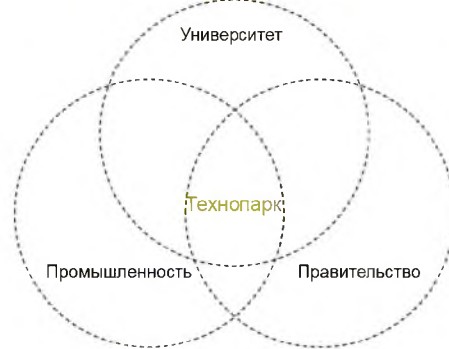 Университет
Технопарк
Промышленность
Правительство